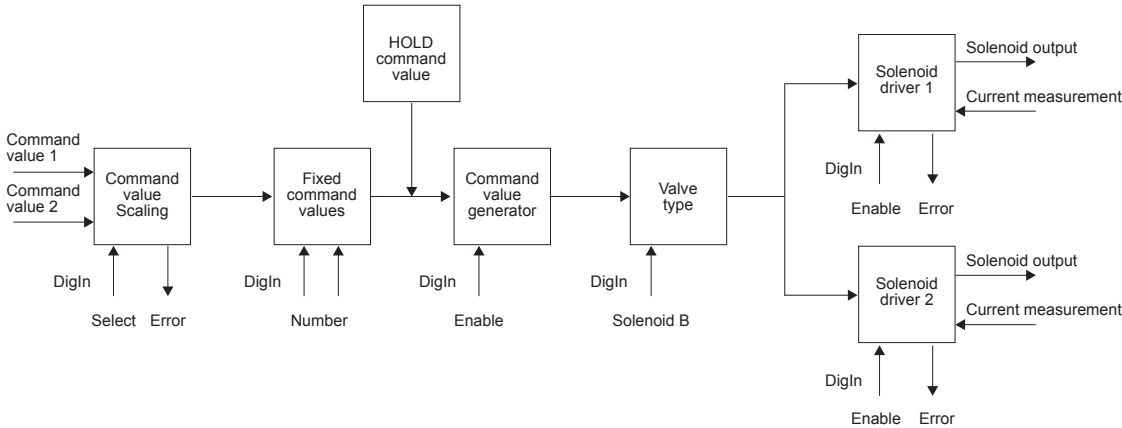 HOLD
command
value
Command
value 1
Command
value 2
Command
value
Scaling
DigIn
Select
Error
Fixed
command
values
DigIn
Number
Command
value
generator
DigIn
Enable
Valve
type
DigIn
Solenoid B
Solenoid
driver 1
Solenoid output
Current measurement
DigIn
Enable
Error
Solenoid
driver 2
Solenoid output
Current measurement
DigIn
Enable
Error